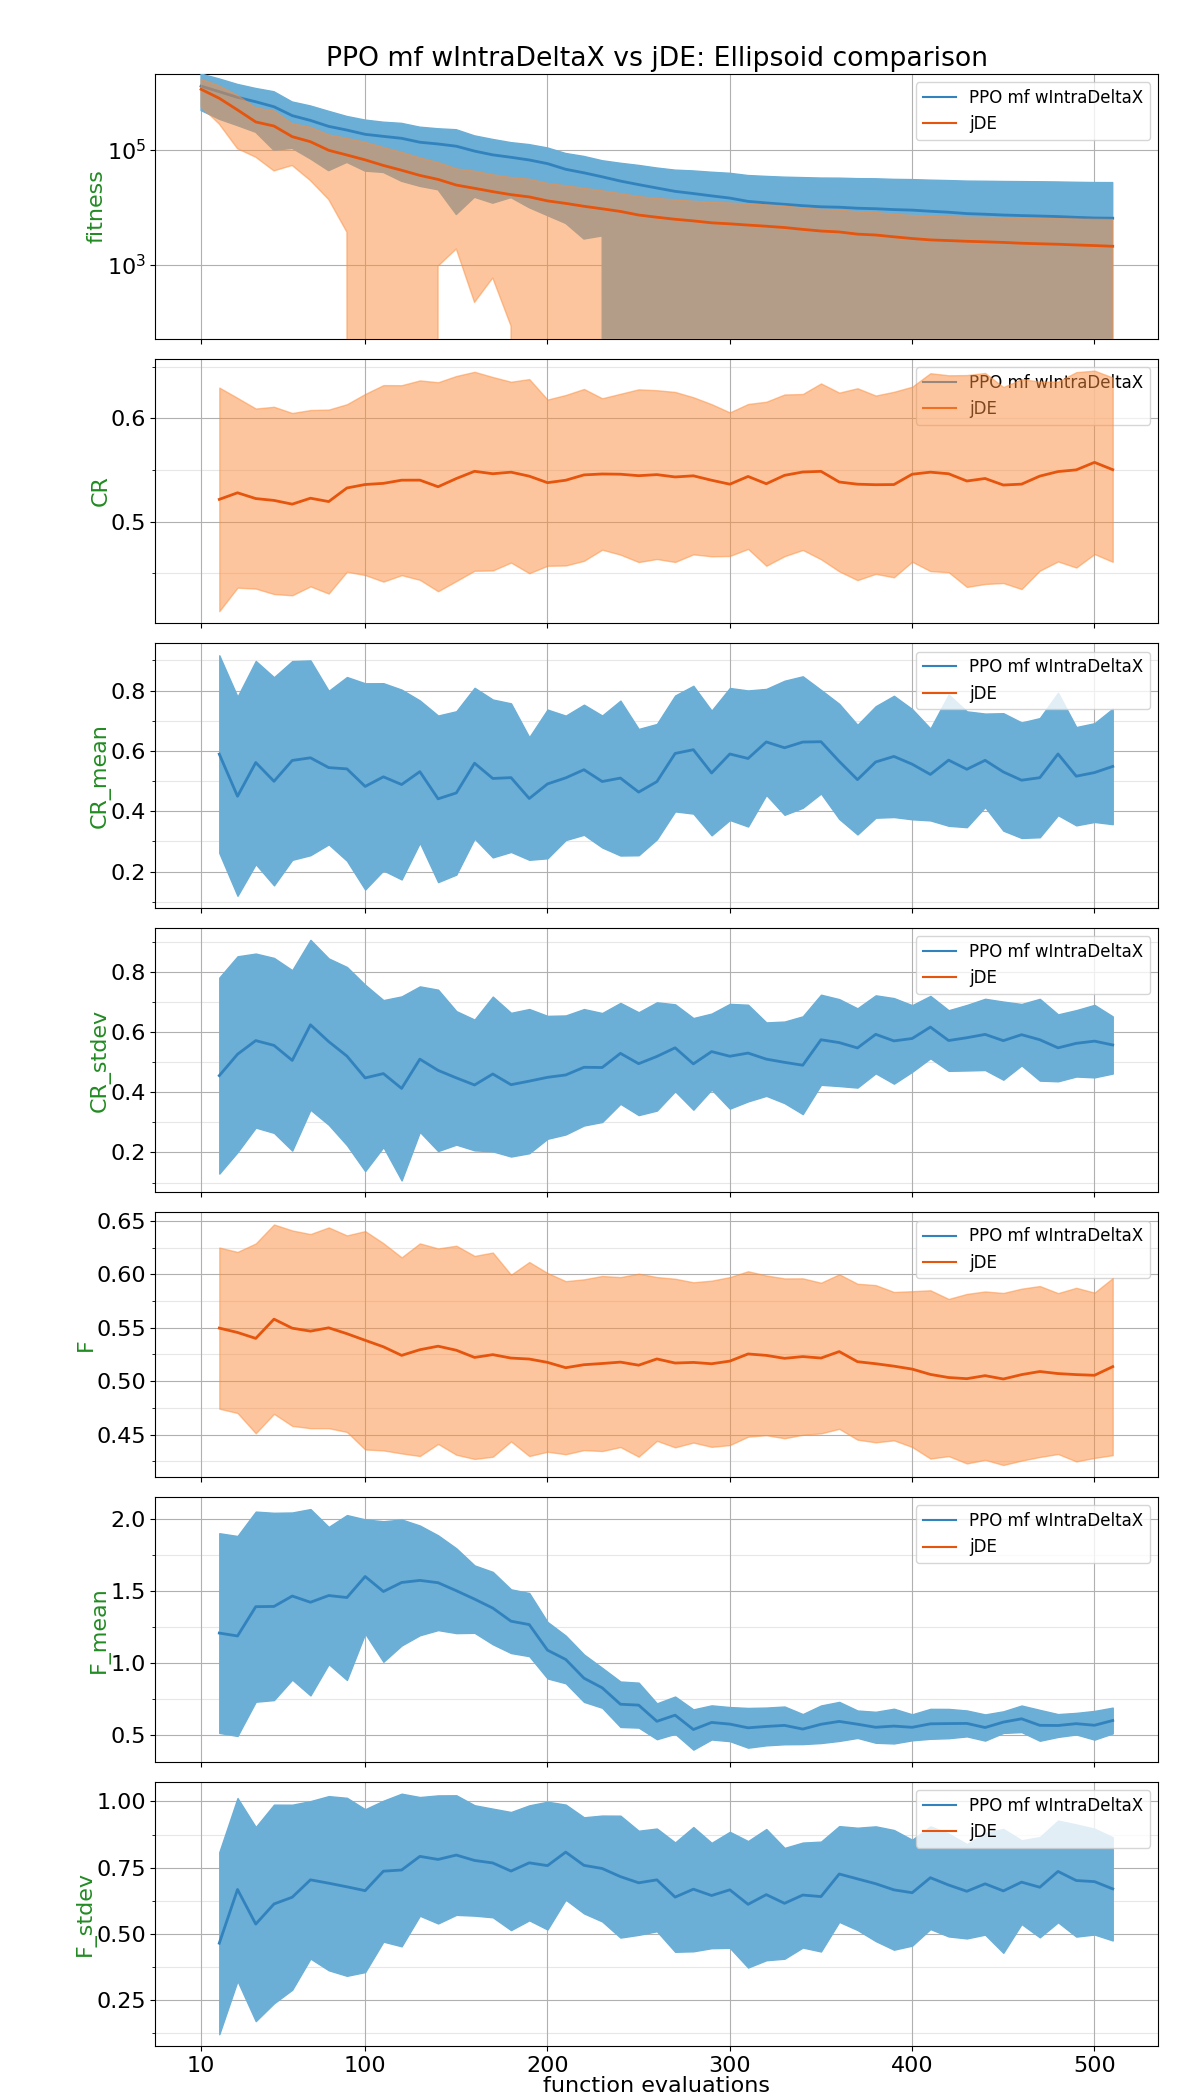 PPO mf wIntraDeltaX vs jDE: Ellipsoid comparison
PPO mf wIntraDeltaX
jDE
10^5
10^3
fitness
PPO mf wIntraDeltaX
jDE
0.6
0.5
CR
PPO mf wIntraDeltaX
jDE
0.8
0.6
0.4
0.2
CR_mean
PPO mf wIntraDeltaX
jDE
0.8
0.6
0.4
0.2
CR_stdev
PPO mf wIntraDeltaX
jDE
0.65
0.60
0.55
0.50
0.45
F
PPO mf wIntraDeltaX
jDE
2.0
1.5
1.0
0.5
F_mean
PPO mf wIntraDeltaX
jDE
1.00
0.75
0.50
0.25
F_stdev
10 100 200 300 400 500
function evaluations